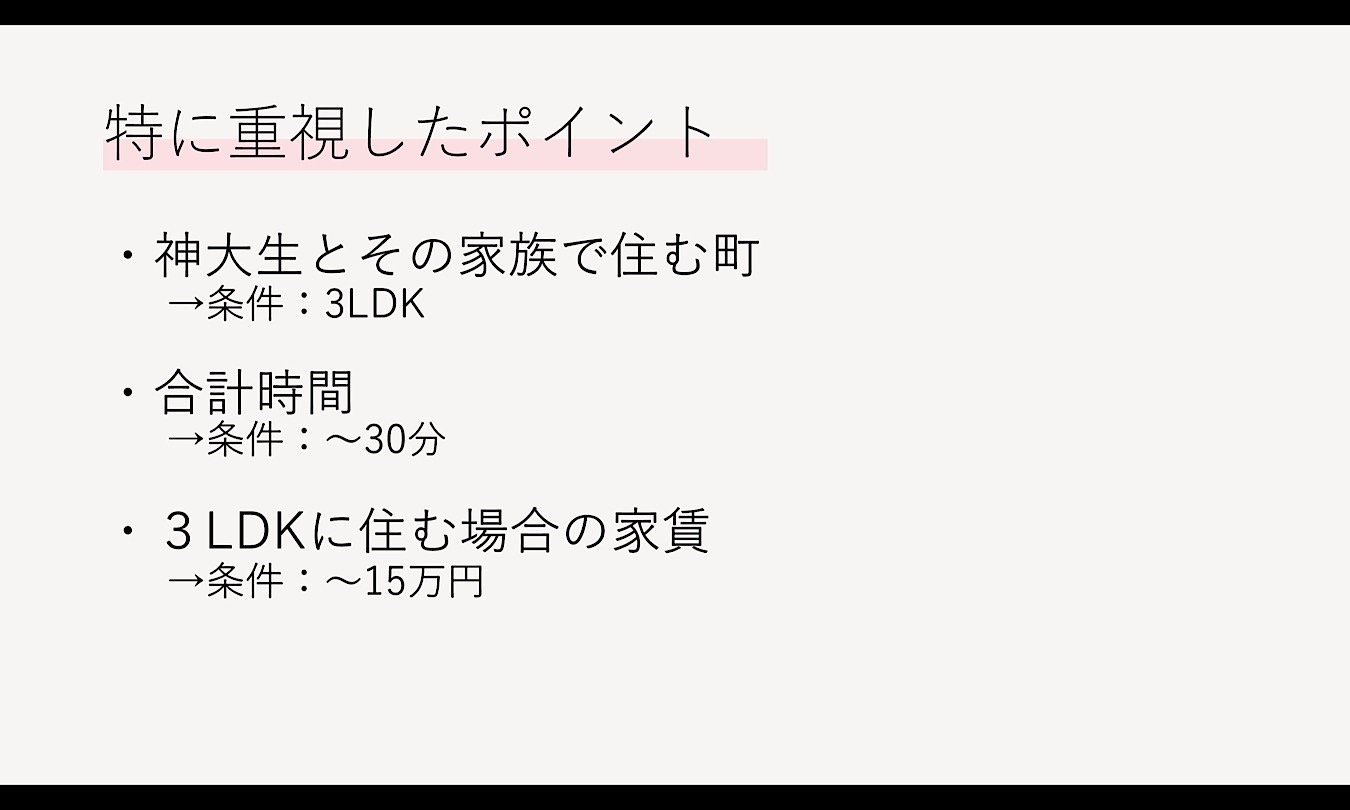 特に重視したポイント
・神大生とその家族で住む町
→条件：3LDK
・合計時間
→条件：～30分
・３LDKに住む場合の家賃
→条件：～15万円